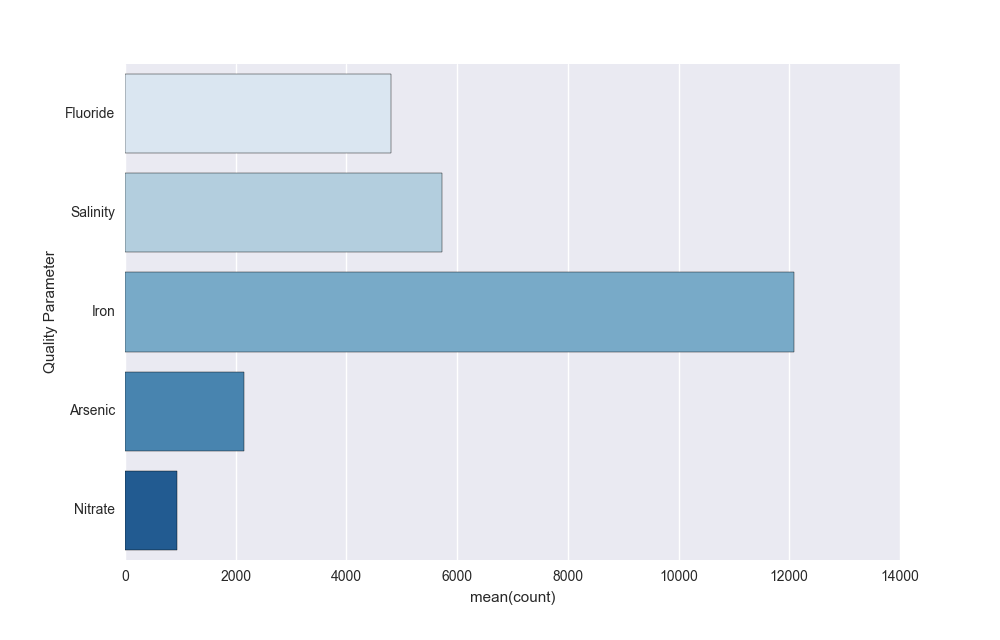 Fluoride
Salinity
Iron
Arsenic
Nitrate
Quality Parameter
0 2000 4000 6000 8000 10000 12000 14000
mean(count)